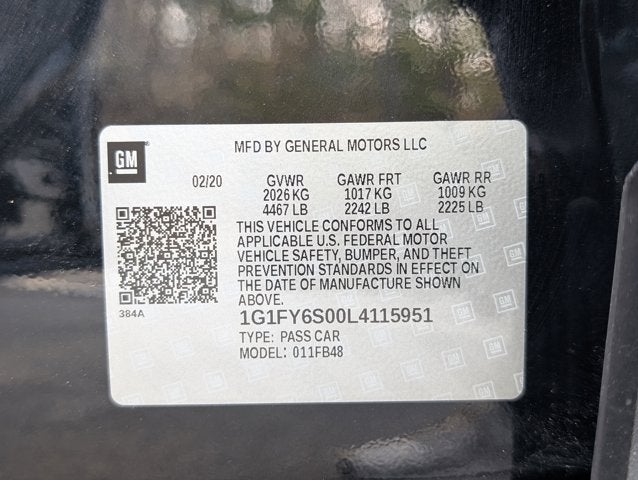 GM
MFD BY GENERAL MOTORS LLC
02/20 GVWR GAWR FRT GAWR RR
2026 KG 1017 KG 1009 KG
4467 LB 2242 LB 2225 LB
THIS VEHICLE CONFORMS TO ALL
APPLICABLE U.S. FEDERAL MOTOR
VEHICLE SAFETY, BUMPER, AND THEFT
PREVENTION STANDARDS IN EFFECT ON
THE DATE OF MANUFACTURE SHOWN
ABOVE.
384A
1G1FY6S00L4115951
TYPE: PASS CAR
MODEL: 011FB48